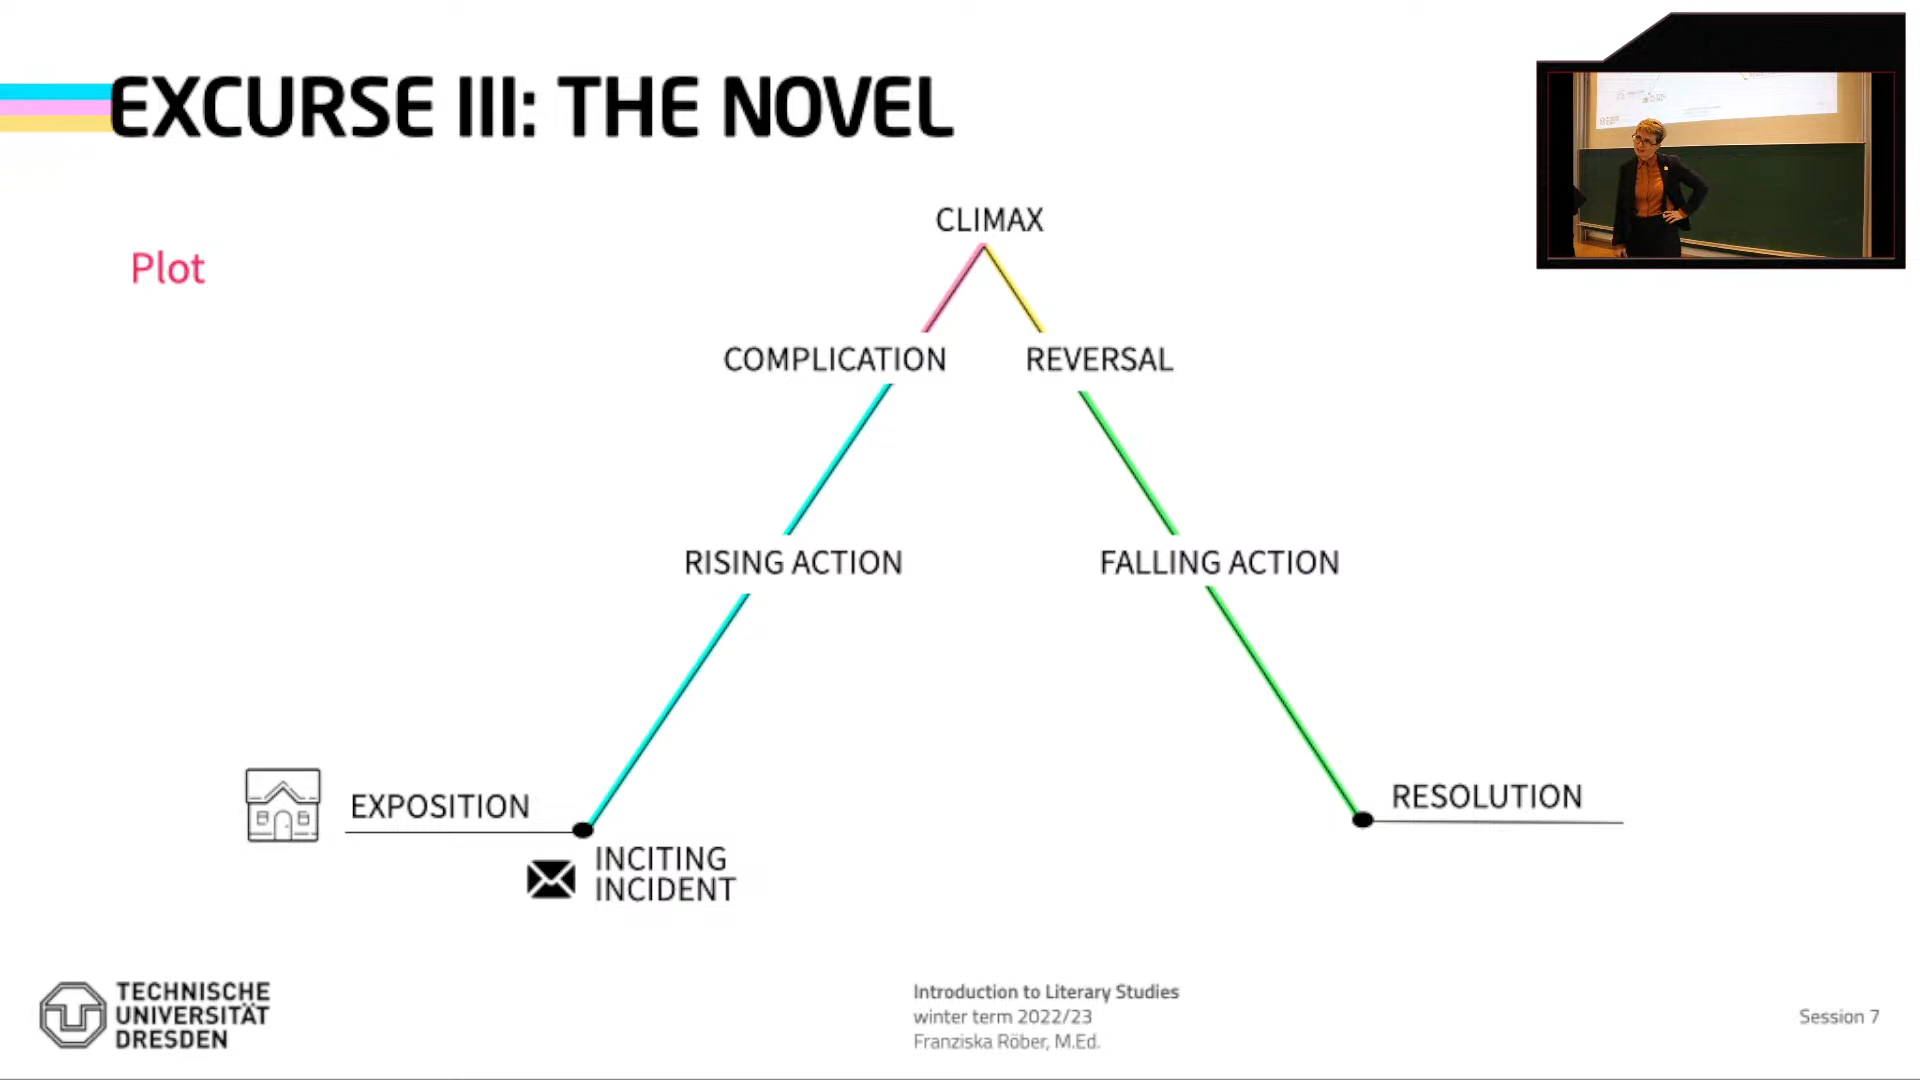 EXCURSE III: THE NOVEL
Plot
CLIMAX
COMPLICATION
REVERSAL
RISING ACTION
FALLING ACTION
EXPOSITION
RESOLUTION
INCITING
INCIDENT
TECHNISCHE
UNIVERSITÄT
DRESDEN
Introduction to Literary Studies
winter term 2022/23
Franziska Röber, M.Ed.
Session 7